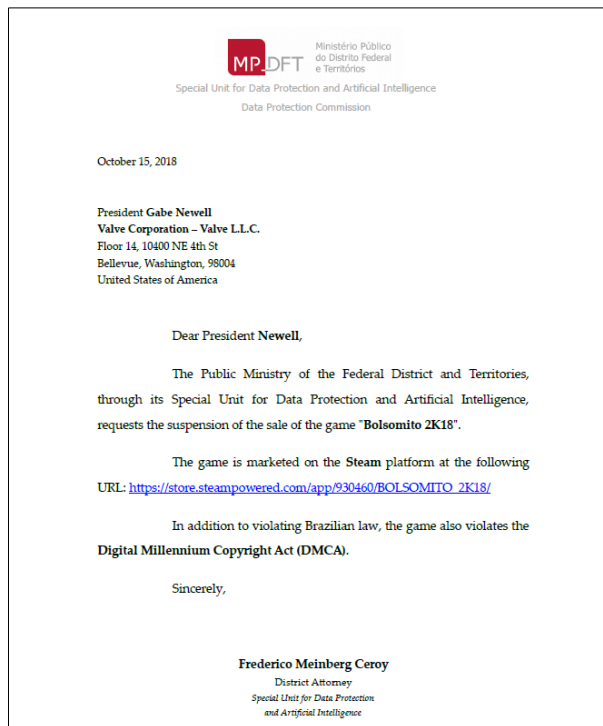 MP_DFT
Ministério Público
do Distrito Federal
e Territórios
Special Unit for Data Protection and Artificial Intelligence
Data Protection Commission
October 15, 2018
President Gabe Newell
Valve Corporation – Valve L.L.C.
Floor 14, 10400 NE 4th St
Bellevue, Washington, 98004
United States of America
Dear President Newell,
The Public Ministry of the Federal District and Territories,
through its Special Unit for Data Protection and Artificial Intelligence,
requests the suspension of the sale of the game "Bolsomito 2K18".
The game is marketed on the Steam platform at the following
URL: https://store.steampowered.com/app/930460/BOLSOMITO_2K18/
In addition to violating Brazilian law, the game also violates the
Digital Millennium Copyright Act (DMCA).
Sincerely,
Frederico Meinberg Ceroy
District Attorney
Special Unit for Data Protection
and Artificial Intelligence